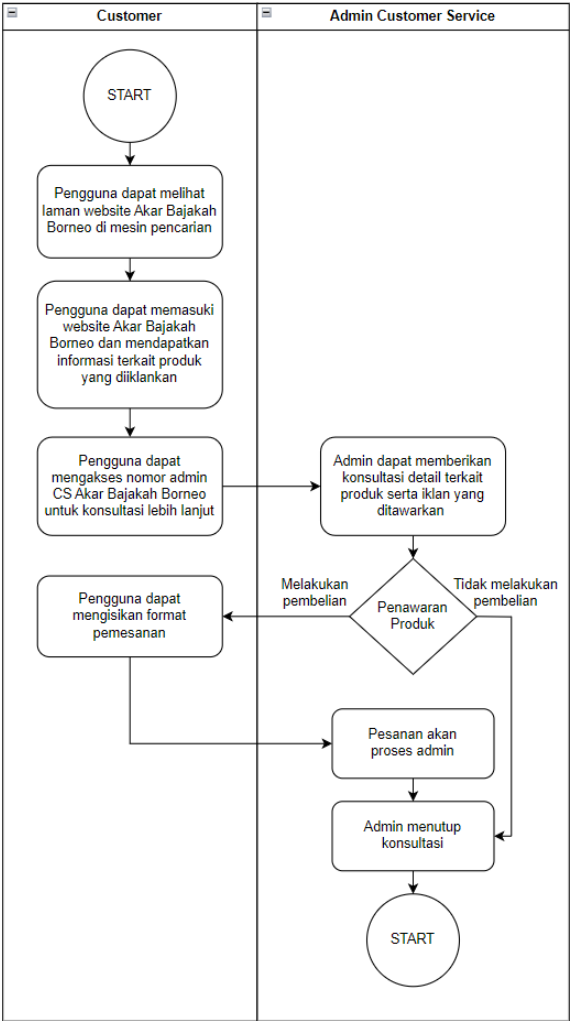 Customer
Admin Customer Service
START
Pengguna dapat melihat
laman website Akar Bajakah
Borneo di mesin pencarian
Pengguna dapat memasuki
website Akar Bajakah
Borneo dan mendapatkan
informasi terkait produk
yang diiklankan
Pengguna dapat
mengakses nomor admin
CS Akar Bajakah Borneo
untuk konsultasi lebih lanjut
Admin dapat memberikan
konsultasi detail terkait
produk serta iklan yang
ditawarkan
Melakukan
pembelian
Penawaran
Produk
Tidak melakukan
pembelian
Pengguna dapat
mengisikan format
pemesanan
Pesanan akan
proses admin
Admin menutup
konsultasi
START